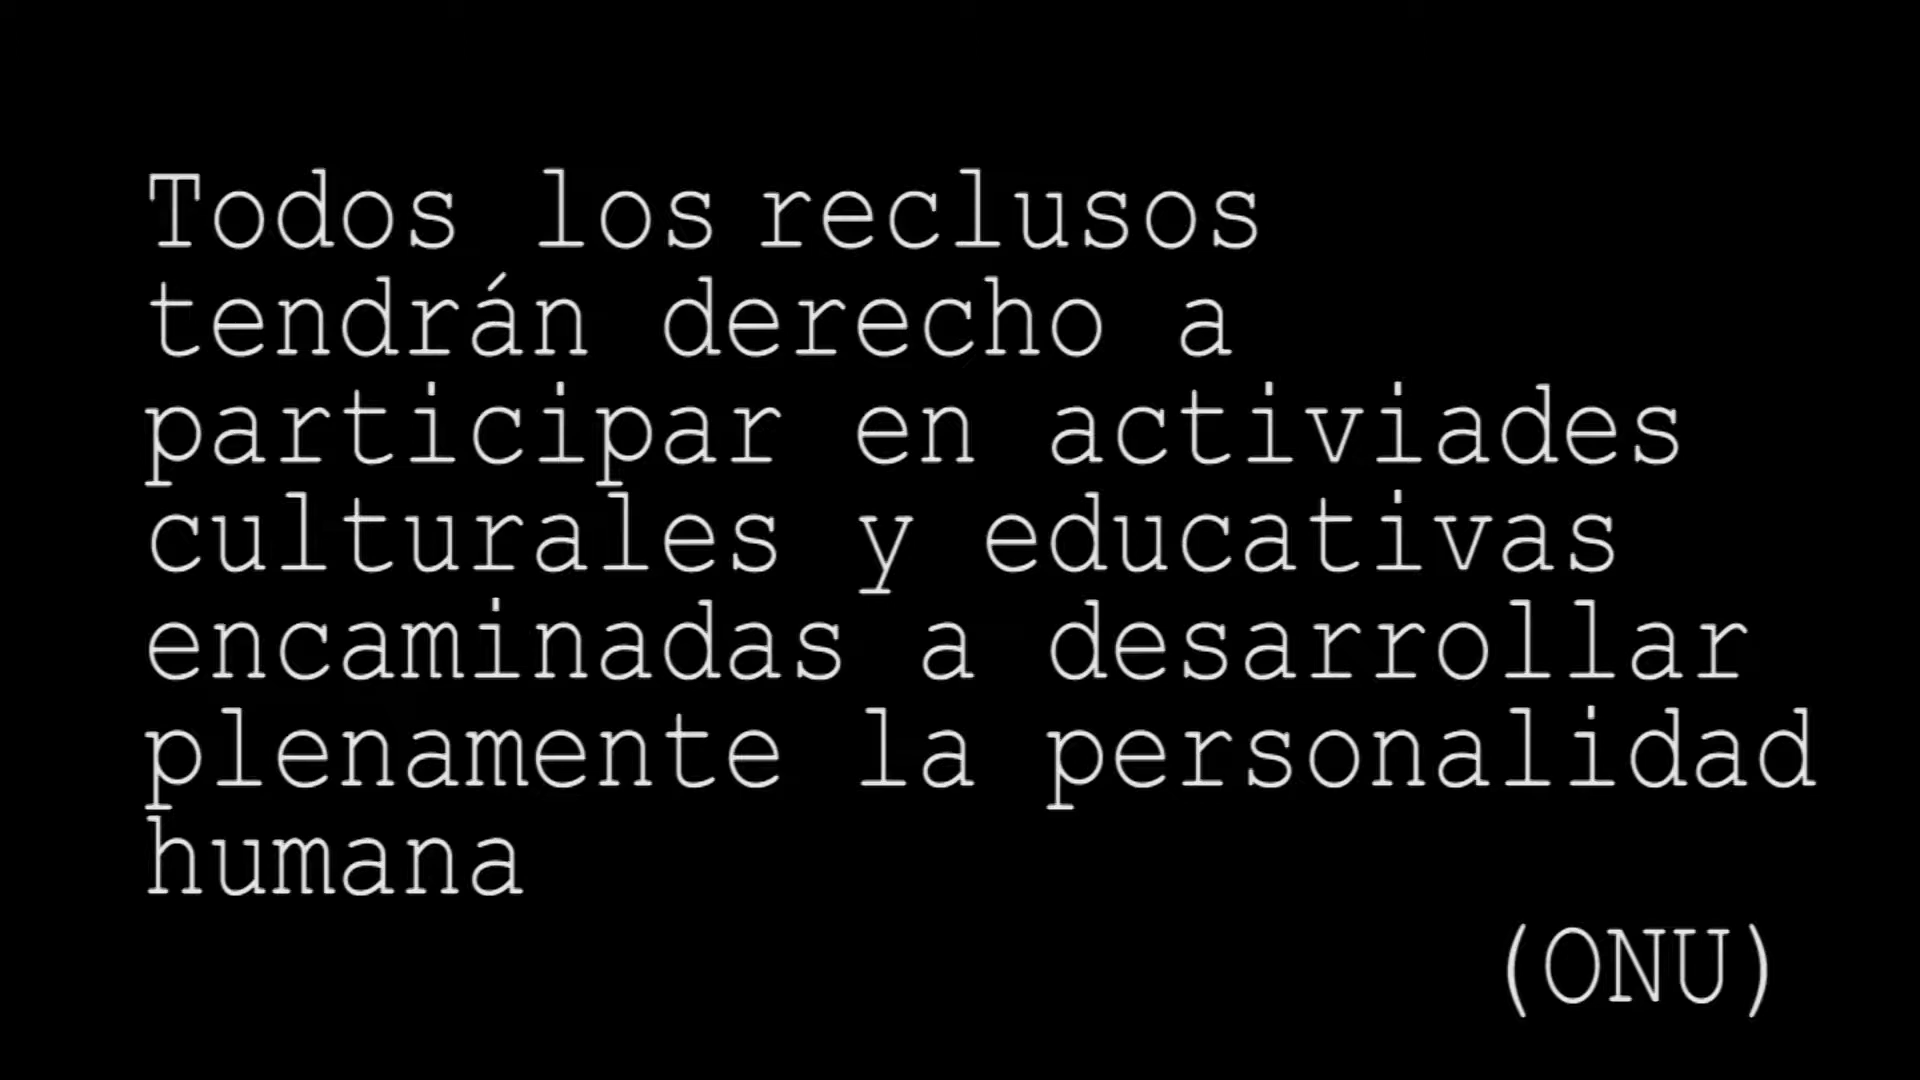 Todos los reclusos
tendrán derecho a
participar en activiades
culturales y educativas
encaminadas a desarrollar
plenamente la personalidad
humana
(ONU)